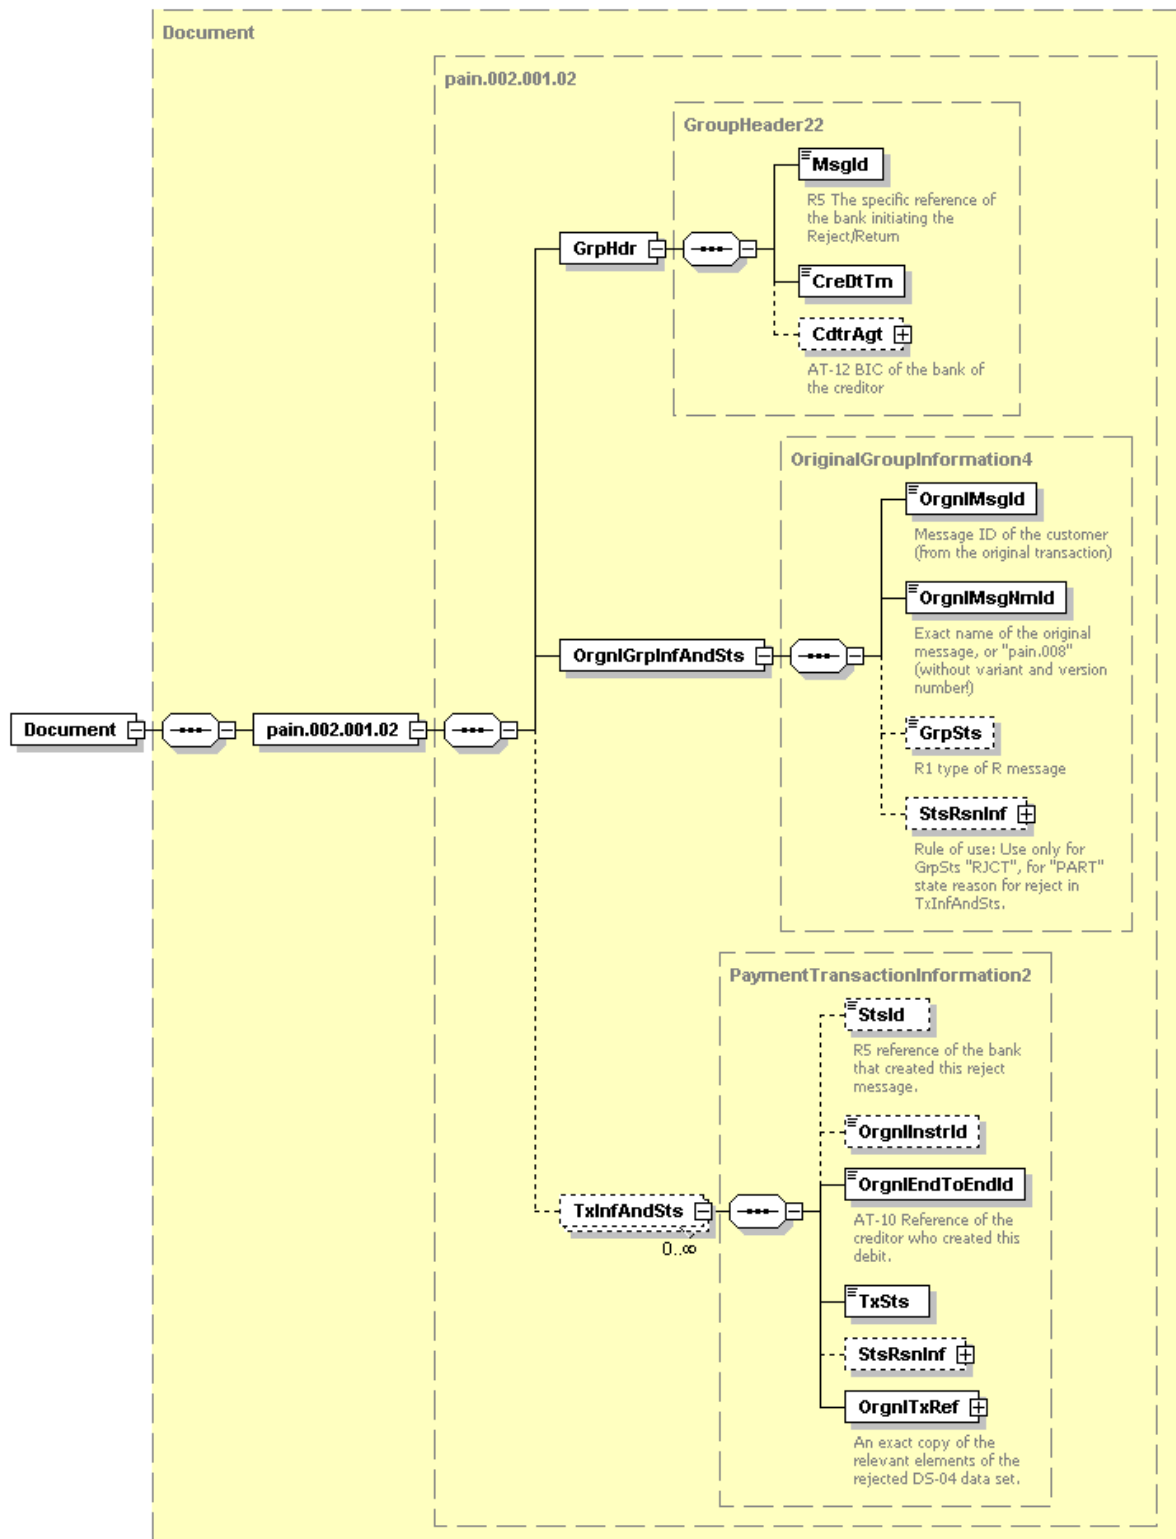 Document
pain.002.001.02
GroupHeader22
MsgId
R5 The specific reference of
the bank initiating the
Reject/Return
GrpHdr
CreDtTm
CdtrAgt
AT-12 BIC of the bank of
the creditor
OriginalGroupInformation4
OrgnlMsgId
Message ID of the customer
(from the original transaction)
OrgnlMsgNmId
Exact name of the original
message, or "pain.008"
(without variant and version
number!)
OrgnlGrpInfAndSts
GrpSts
R1 type of R message
Document
pain.002.001.02
StsRsnInf
Rule of use: Use only for
GrpSts "RJCT", for "PART"
state reason for reject in
TxInfAndSts.
PaymentTransactionInformation2
StsId
R5 reference of the bank
that created this reject
message.
OrgnlInstrId
OrgnlEndToEndId
AT-10 Reference of the
creditor who created this
debit.
TxInfAndSts
0..∞
TxSts
StsRsnInf
OrgnlTxRef
An exact copy of the
relevant elements of the
rejected DS-04 data set.